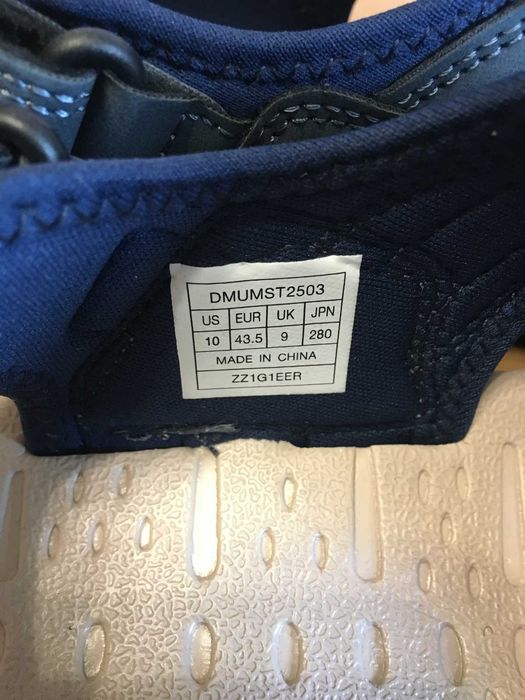 DMUMST2503
US EUR UK JPN
10 43.5 9 280
MADE IN CHINA
ZZ1G1EER